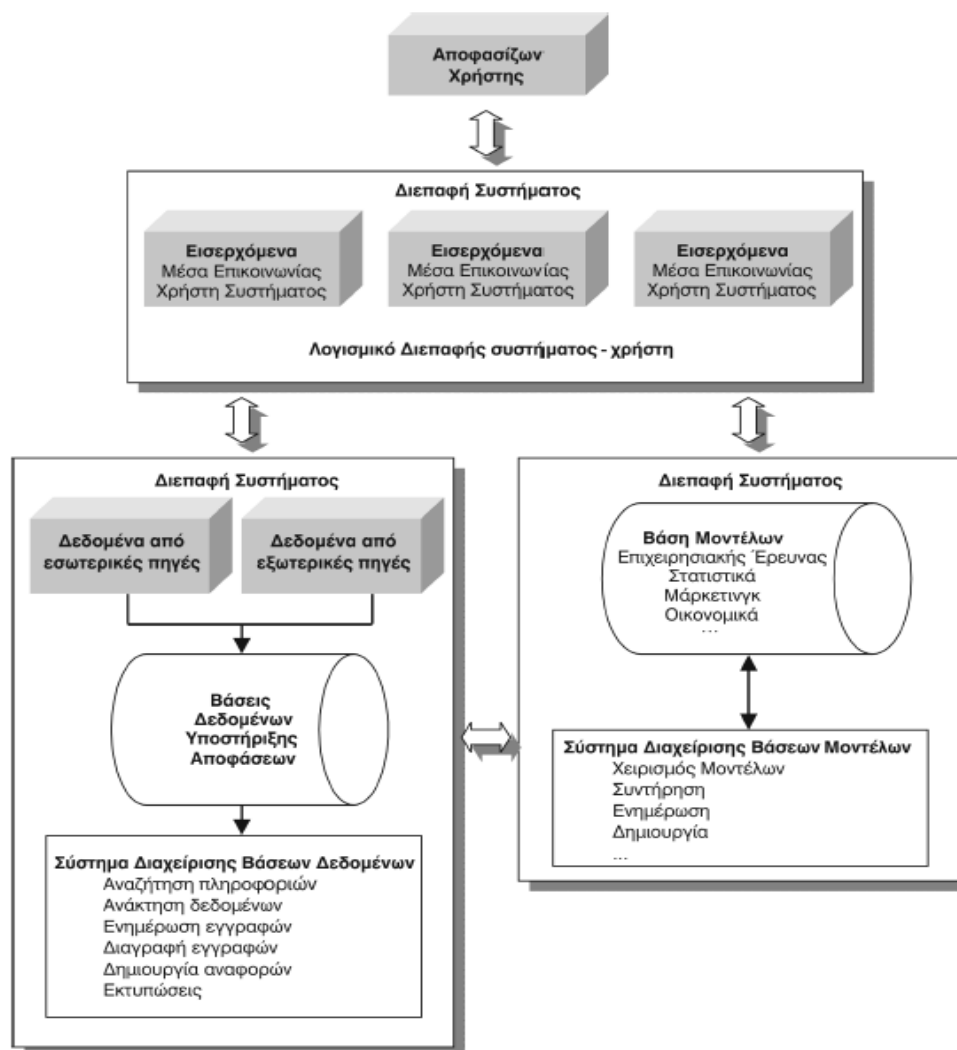 Αποφασίζων
Χρήστης
Διεπαφή Συστήματος
Εισερχόμενα
Μέσα Επικοινωνίας
Χρήστη Συστήματος
Εισερχόμενα
Μέσα Επικοινωνίας
Χρήστη Συστήματος
Εισερχόμενα
Μέσα Επικοινωνίας
Χρήστη Συστήματος
Λογισμικό Διεπαφής συστήματος - χρήστη
Διεπαφή Συστήματος
Δεδομένα από
εσωτερικές πηγές
Δεδομένα από
εξωτερικές πηγές
Βάσεις
Δεδομένων
Υποστήριξης
Αποφάσεων
Σύστημα Διαχείρισης Βάσεων Δεδομένων
Αναζήτηση πληροφοριών
Ανάκτηση δεδομένων
Ενημέρωση εγγραφών
Διαγραφή εγγραφών
Δημιουργία αναφορών
Εκτυπώσεις
Διεπαφή Συστήματος
Βάση Μοντέλων
Επιχειρησιακής Έρευνας
Στατιστικά
Μάρκετινγκ
Οικονομικά
...
Σύστημα Διαχείρισης Βάσεων Μοντέλων
Χειρισμός Μοντέλων
Συντήρηση
Ενημέρωση
Δημιουργία
...